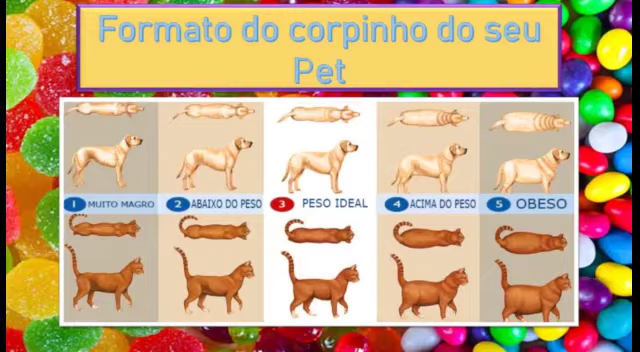 Formato do corpinho do seu
Pet
1 MUITO MAGRO 2 ABAIXO DO PESO 3 PESO IDEAL 4 ACIMA DO PESO 5 OBESO